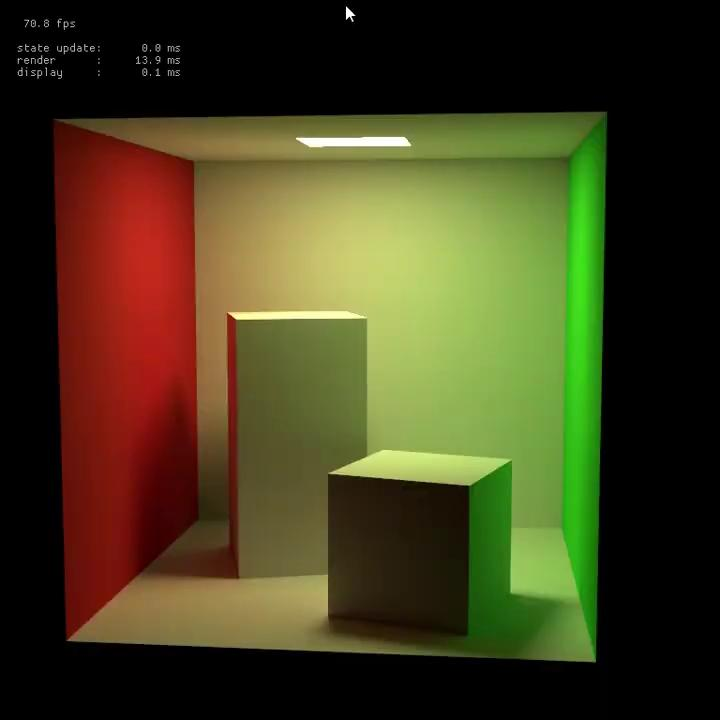 70.8 fps
state update: 0.0 ms
render : 13.9 ms
display : 0.1 ms